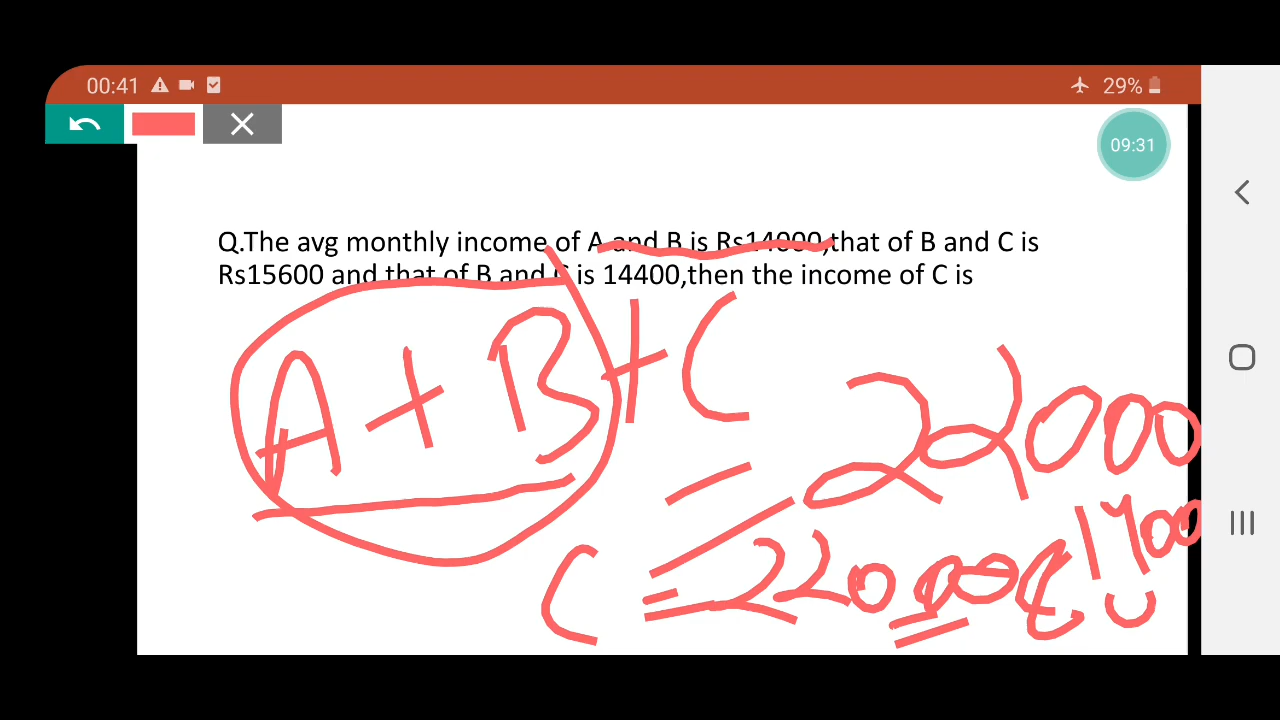 00:41
29%
09:31
Q.The avg monthly income of A and B is Rs14000,that of B and C is
Rs15600 and that of B and C is 14400,then the income of C is
A+B+C
= 22000
C = 22000